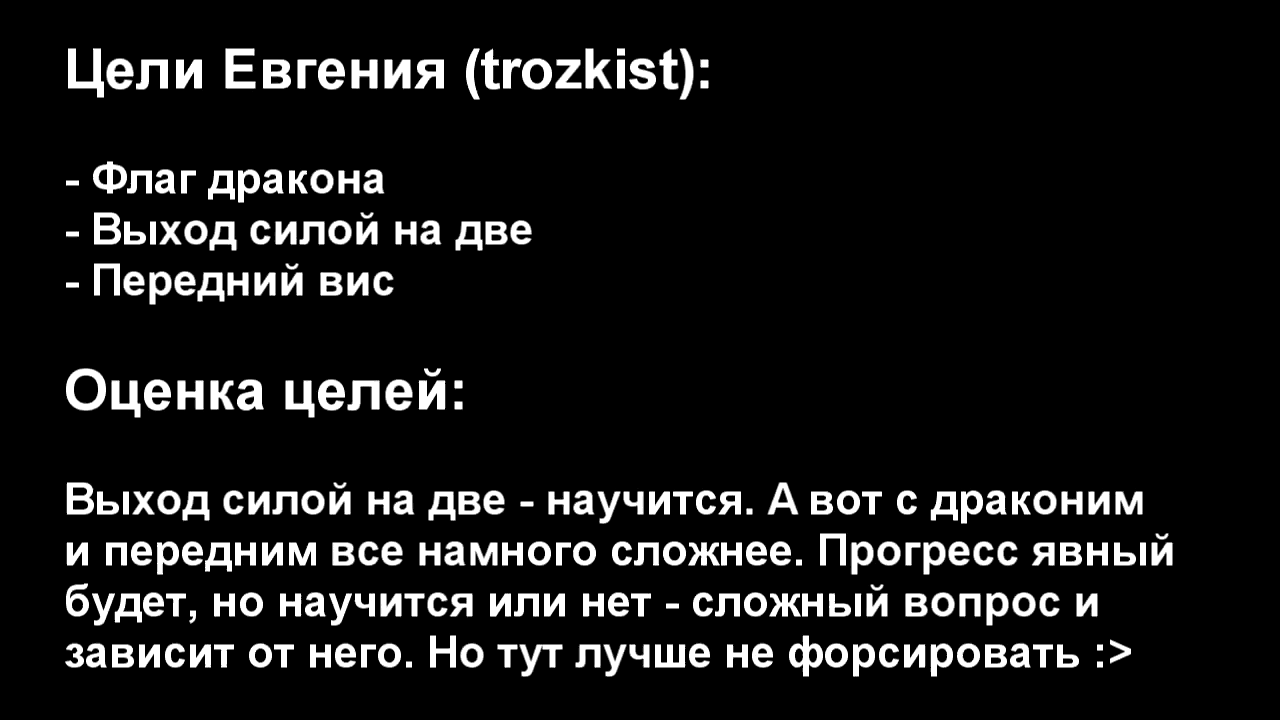 Цели Евгения (trozkist):
- Флаг дракона
- Выход силой на две
- Передний вис
Оценка целей:
Выход силой на две - научится. А вот с драконим
и передним все намного сложнее. Прогресс явный
будет, но научится или нет - сложный вопрос и
зависит от него. Но тут лучше не форсировать :>